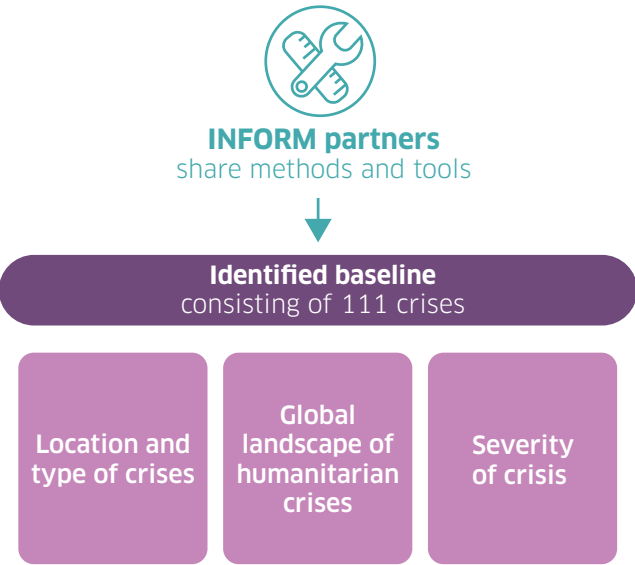 INFORM partners
share methods and tools
Identified baseline
consisting of 111 crises
Location and
type of crises
Global
landscape of
humanitarian
crises
Severity
of crisis